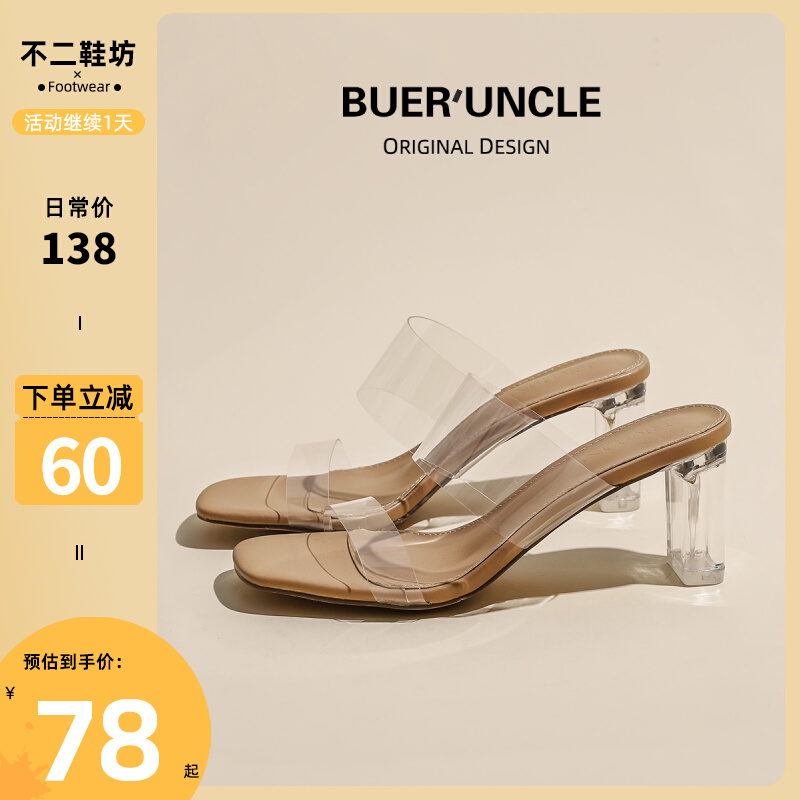 不二鞋坊
×
●Footwear●
活动继续1天
日常价
138
I
下单立减
60
II
预估到手价：
¥
78
起
BUER'UNCLE
ORIGINAL DESIGN